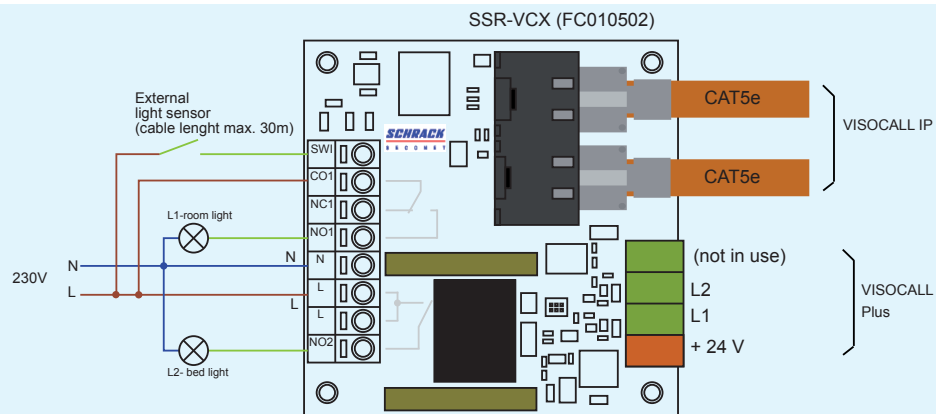 SSR-VCX (FC010502)
External
light sensor
(cable lenght max. 30m)
CAT5e
CAT5e
VISOCALL IP
SCHRACK
SECONET
SWI
CO1
NC1
NO1
N
L
L
NO2
L1-room light
230V
N
N
L
L
L2- bed light
(not in use)
L2
L1
+ 24 V
VISOCALL
Plus